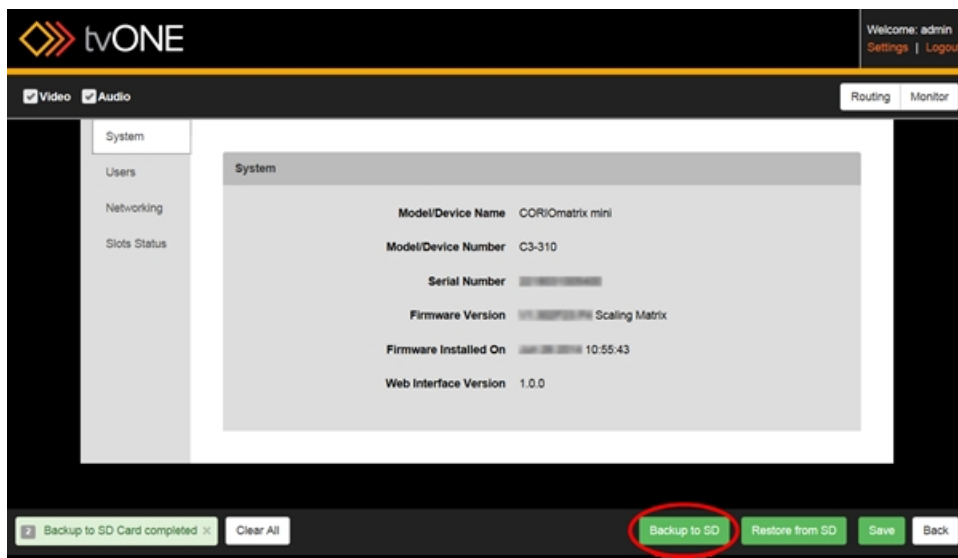 tvONE
Welcome: admin
Settings | Logou
Video Audio
Routing Monitor
System
Users
Networking
Slots Status
System
Model/Device Name CORIOmatrix mini
Model/Device Number C3-310
Serial Number
Firmware Version Scaling Matrix
Firmware Installed On 10:55:43
Web Interface Version 1.0.0
2 Backup to SD Card completed ×
Clear All
Backup to SD
Restore from SD
Save
Back